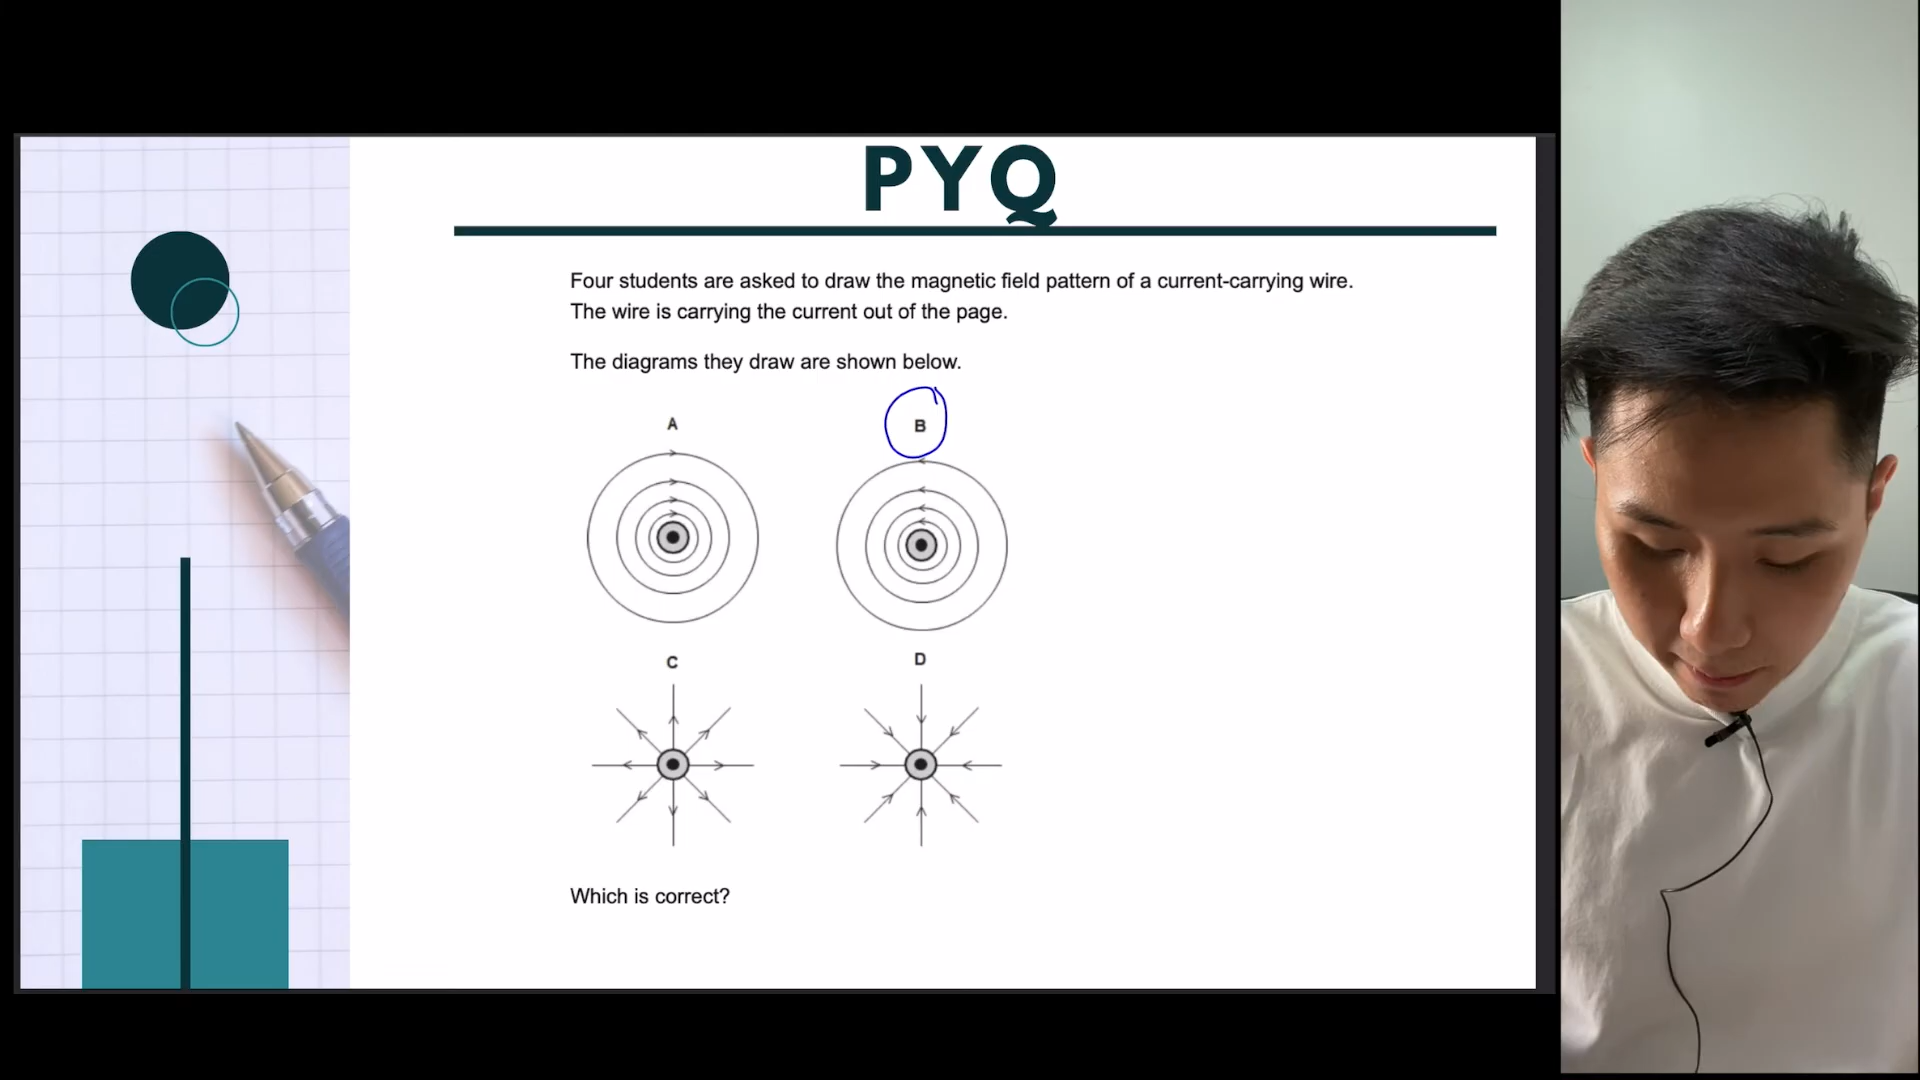 PYQ
Four students are asked to draw the magnetic field pattern of a current-carrying wire.
The wire is carrying the current out of the page.
The diagrams they draw are shown below.
A
B
C
D
Which is correct?